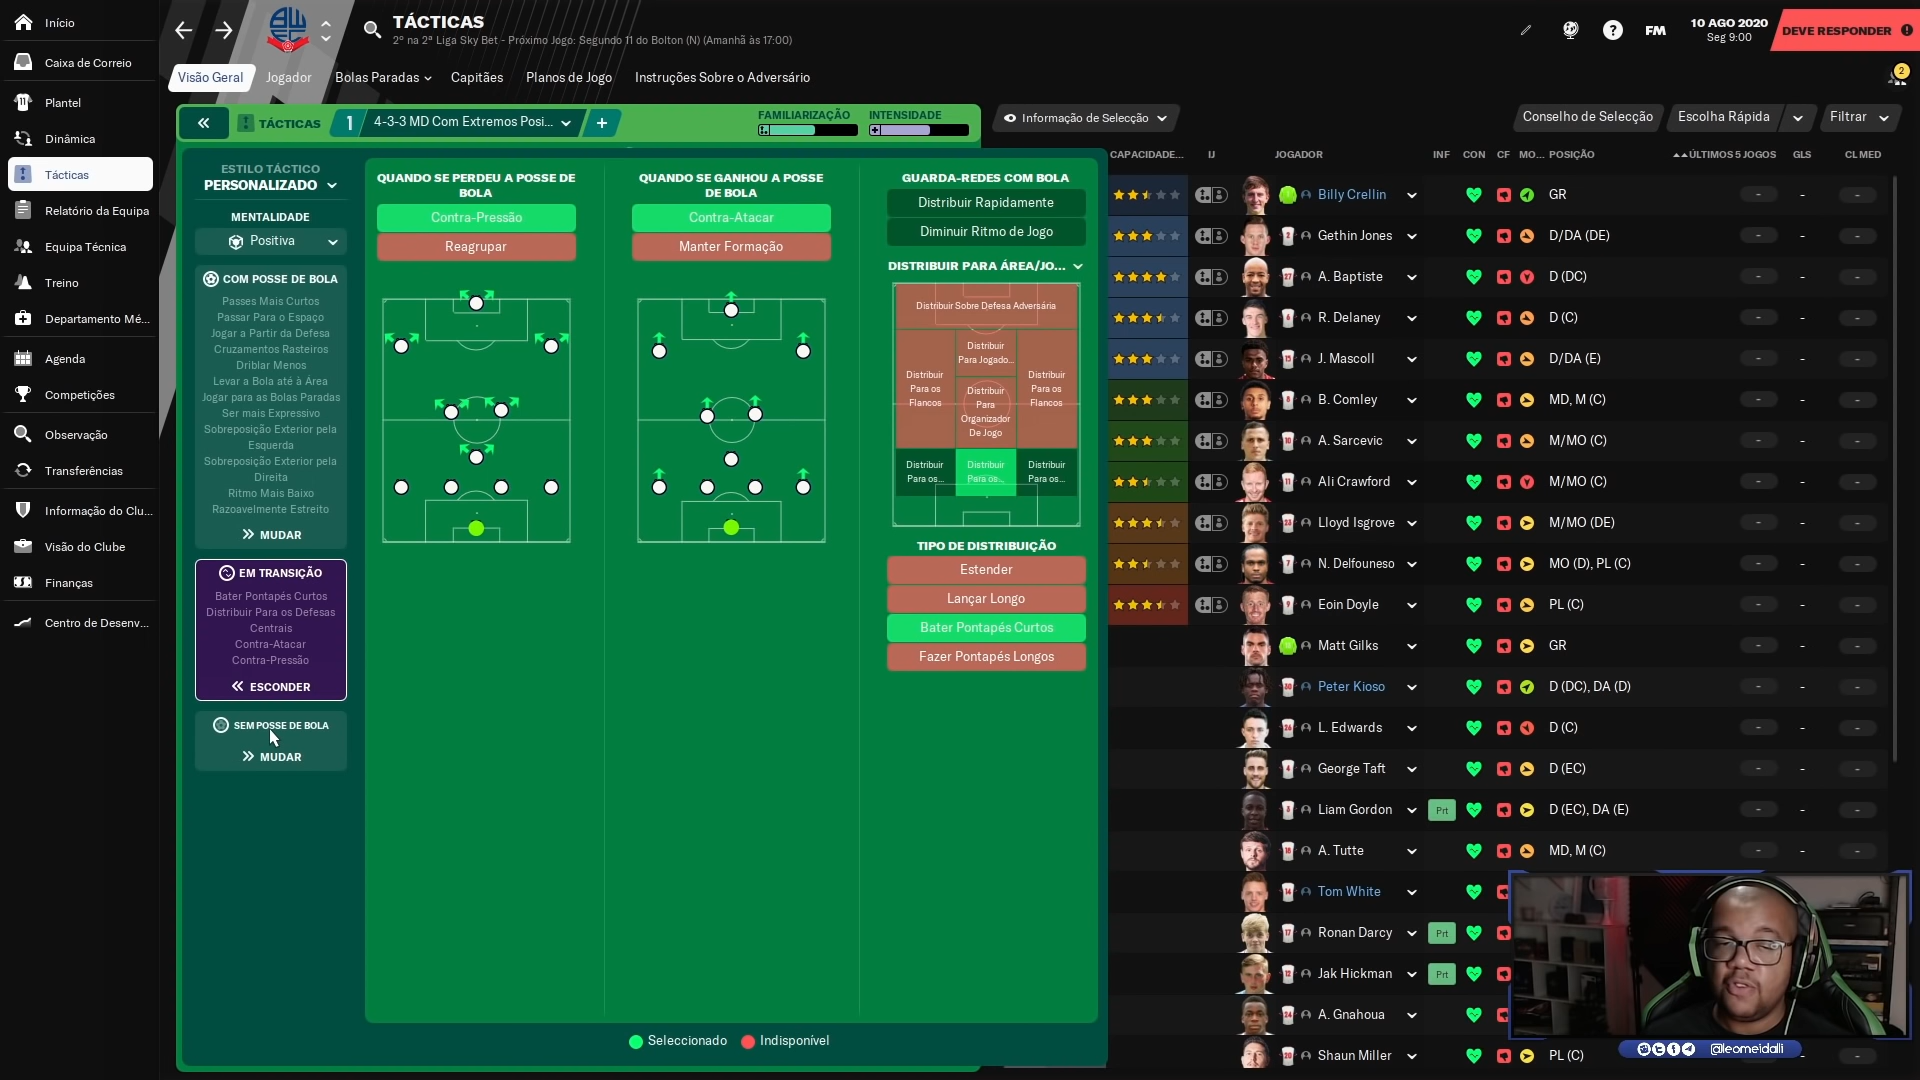 Início
Caixa de Correio
Plantel
Dinâmica
Tácticas
Relatório da Equipa
Equipa Técnica
Treino
Departamento Mé...
Agenda
Competições
Observação
Transferências
Informação do Clu...
Visão do Clube
Finanças
Centro de Desenv...
TÁCTICAS
2º na 2ª Liga Sky Bet - Próximo Jogo: Segundo 11 do Bolton (N) (Amanhã às 17:00)
FM
10 AGO 2020
Seg 9:00
DEVE RESPONDER
2
Visão Geral
Jogador
Bolas Paradas
Capitães
Planos de Jogo
Instruções Sobre o Adversário
TÁCTICAS
1
4-3-3 MD Com Extremos Posi...
FAMILIARIZAÇÃO
INTENSIDADE
Informação de Selecção
Conselho de Selecção
Escolha Rápida
Filtrar
ESTILO TÁCTICO
PERSONALIZADO
MENTALIDADE
Positiva
COM POSSE DE BOLA
Passes Mais Curtos
Passar Para o Espaço
Jogar a Partir da Defesa
Cruzamentos Rasteiros
Driblar Menos
Levar a Bola até à Área
Jogar para as Bolas Paradas
Ser mais Expressivo
Sobreposição Exterior pela
Esquerda
Sobreposição Exterior pela
Direita
Ritmo Mais Baixo
Razoavelmente Estreito
MUDAR
EM TRANSIÇÃO
Bater Pontapés Curtos
Distribuir Para os Defesas
Centrais
Contra-Atacar
Contra-Pressão
ESCONDER
SEM POSSE DE BOLA
MUDAR
QUANDO SE PERDEU A POSSE DE
BOLA
Contra-Pressão
Reagrupar
QUANDO SE GANHOU A POSSE
DE BOLA
Contra-Atacar
Manter Formação
GUARDA-REDES COM BOLA
Distribuir Rapidamente
Diminuir Ritmo de Jogo
DISTRIBUIR PARA ÁREA/JO...
Distribuir Sobre Defesa Adversária
Distribuir
Para Jogado...
Distribuir
Para os
Flancos
Distribuir
Para
Organizador
De Jogo
Distribuir
Para os
Flancos
Distribuir
Para os...
Distribuir
Para os...
Distribuir
Para os...
TIPO DE DISTRIBUIÇÃO
Estender
Lançar Longo
Bater Pontapés Curtos
Fazer Pontapés Longos
Seleccionado
Indisponível
CAPACIDADE... IJ JOGADOR INF CON CF MO... POSIÇÃO ÚLTIMOS 5 JOGOS GLS CL MED
Billy Crellin GR - - -
Gethin Jones D/DA (DE) - - -
A. Baptiste D (DC) - - -
R. Delaney D (C) - - -
J. Mascoll D/DA (E) - - -
B. Comley MD, M (C) - - -
A. Sarcevic M/MO (C) - - -
Ali Crawford M/MO (C) - - -
Lloyd Isgrove M/MO (DE) - - -
N. Delfouneso MO (D), PL (C) - - -
Eoin Doyle PL (C) - - -
Matt Gilks GR - - -
Peter Kioso D (DC), DA (D) - - -
L. Edwards D (C) - - -
George Taft D (EC) - - -
Liam Gordon Prt D (EC), DA (E) - - -
A. Tutte MD, M (C) - - -
Tom White
Ronan Darcy Prt
Jak Hickman Prt
A. Gnahoua
Shaun Miller PL (C) - -
@leomeidalli